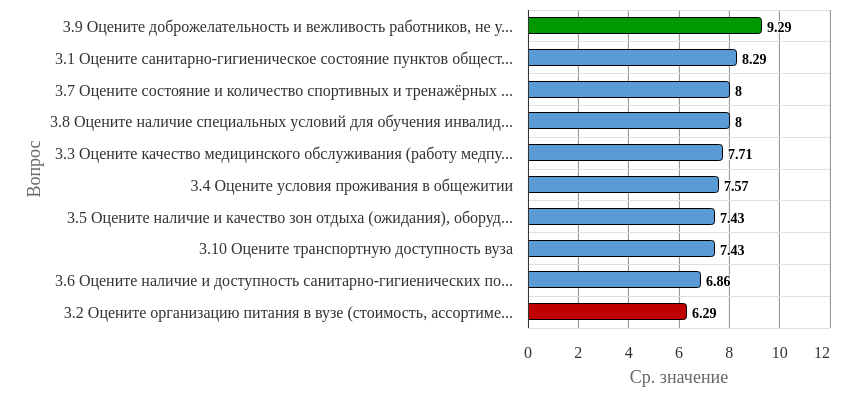 3.9 Оцените доброжелательность и вежливость работников, не у...
9.29
3.1 Оцените санитарно-гигиеническое состояние пунктов общест...
8.29
3.7 Оцените состояние и количество спортивных и тренажёрных ...
8
3.8 Оцените наличие специальных условий для обучения инвалид...
8
3.3 Оцените качество медицинского обслуживания (работу медпу...
7.71
3.4 Оцените условия проживания в общежитии
7.57
3.5 Оцените наличие и качество зон отдыха (ожидания), оборуд...
7.43
3.10 Оцените транспортную доступность вуза
7.43
3.6 Оцените наличие и доступность санитарно-гигиенических по...
6.86
3.2 Оцените организацию питания в вузе (стоимость, ассортиме...
6.29
Вопрос
0 2 4 6 8 10 12
Ср. значение